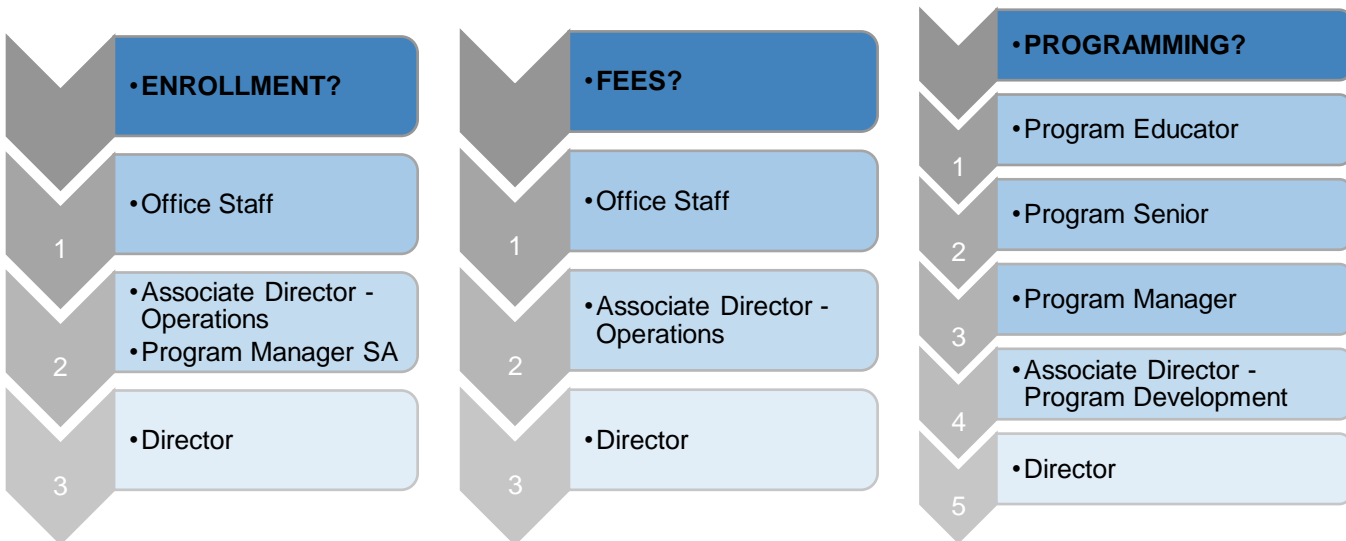 •ENROLLMENT?
1
•Office Staff
2
•Associate Director -
Operations
•Program Manager SA
3
•Director
•FEES?
1
•Office Staff
2
•Associate Director -
Operations
3
•Director
•PROGRAMMING?
1
•Program Educator
2
•Program Senior
3
•Program Manager
4
•Associate Director -
Program Development
5
•Director